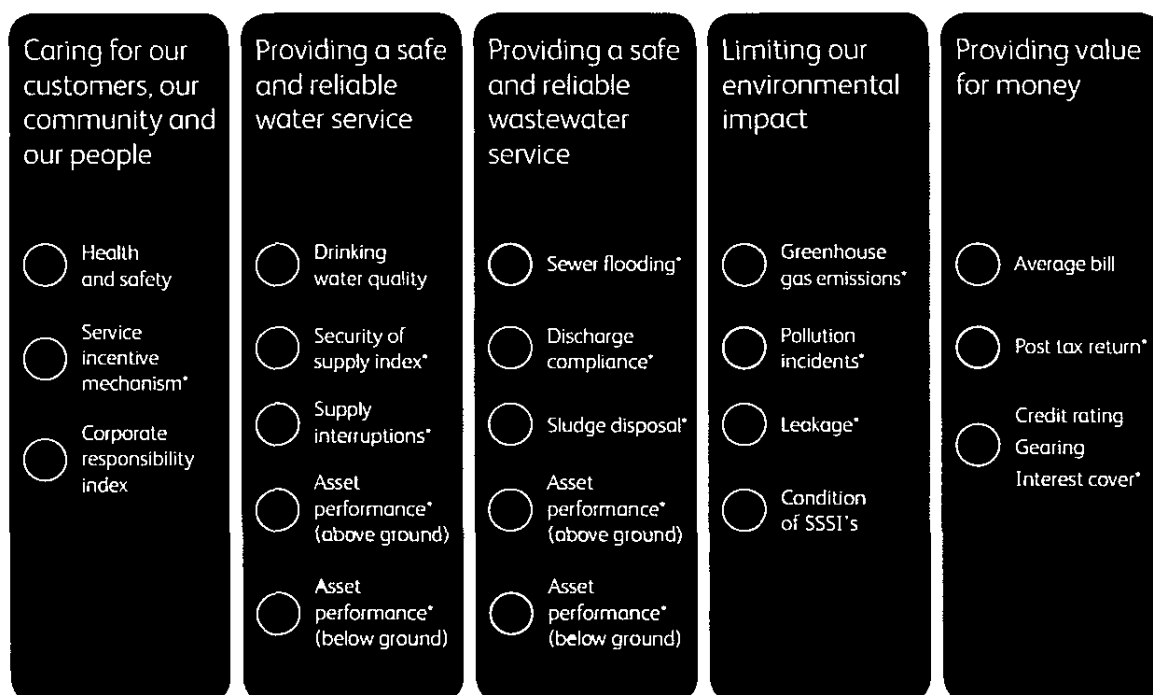 Caring for our
customers, our
community and
our people
Health
and safety
Service
incentive
mechanism*
Corporate
responsibility
index
Providing a safe
and reliable
water service
Drinking
water quality
Security of
supply index*
Supply
interruptions*
Asset
performance*
(above ground)
Asset
performance*
(below ground)
Providing a safe
and reliable
wastewater
service
Sewer flooding*
Discharge
compliance*
Sludge disposal*
Asset
performance*
(above ground)
Asset
performance*
(below ground)
Limiting our
environmental
impact
Greenhouse
gas emissions*
Pollution
incidents*
Leakage*
Condition
of SSSI's
Providing value
for money
Average bill
Post tax return*
Credit rating
Gearing
Interest cover*